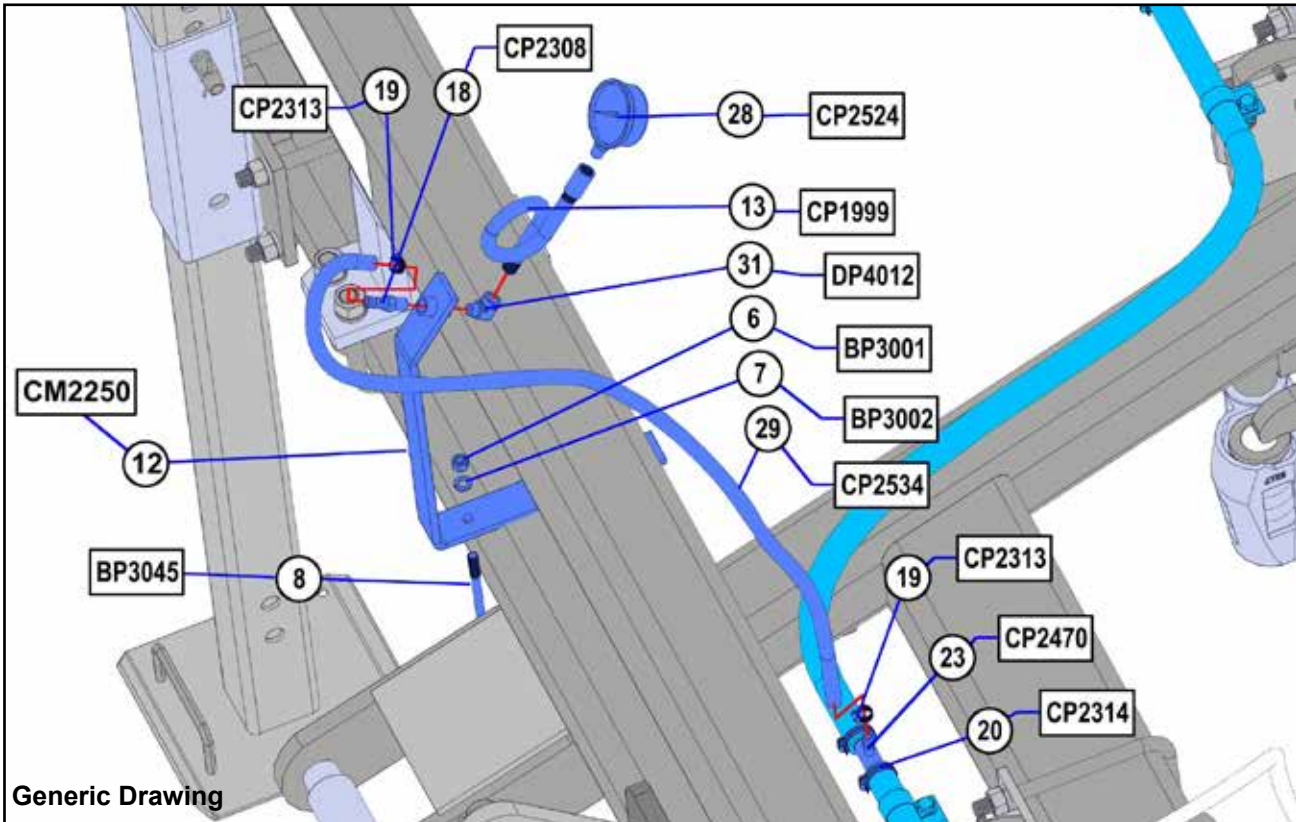 CP2308
CP2313
19
18
28
CP2524
13
CP1999
31
DP4012
6
BP3001
7
BP3002
CM2250
12
29
CP2534
BP3045
8
19
CP2313
23
CP2470
20
CP2314
Generic Drawing